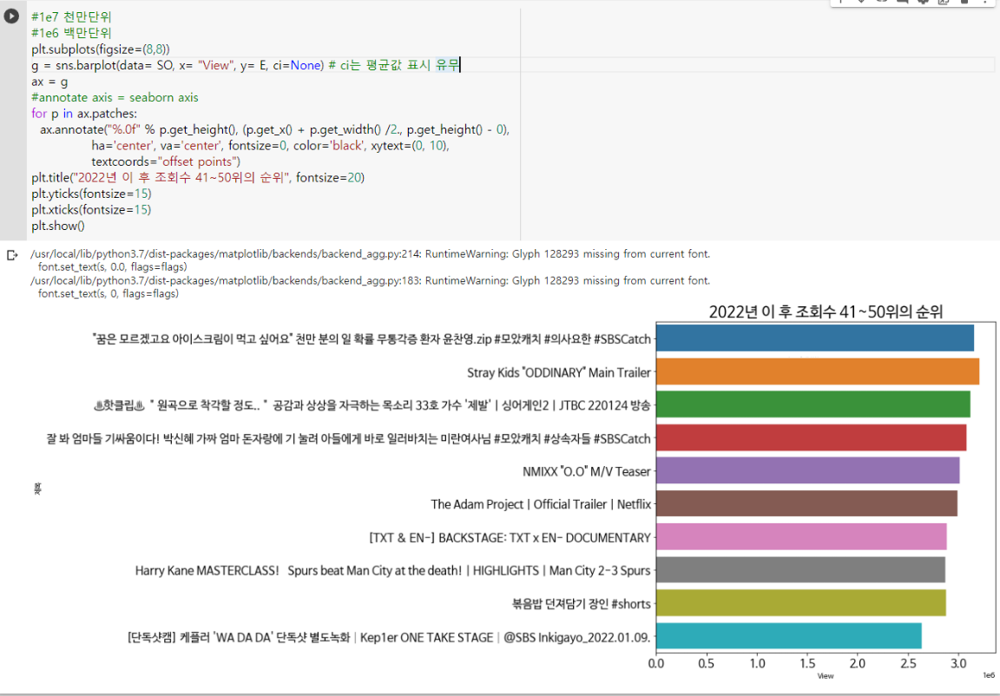 #1e7 천만단위
#1e6 백만단위
plt.subplots(figsize=(8,8))
g = sns.barplot(data= SO, x= "View", y= E, ci=None) # ci는 평균값 표시 유무
ax = g
#annotate axis = seaborn axis
for p in ax.patches:
ax.annotate("%.0f" % p.get_height(), (p.get_x() + p.get_width() /2., p.get_height() - 0),
ha='center', va='center', fontsize=0, color='black', xytext=(0, 10),
textcoords="offset points")
plt.title("2022년 이 후 조회수 41~50위의 순위", fontsize=20)
plt.yticks(fontsize=15)
plt.xticks(fontsize=15)
plt.show()
/usr/local/lib/python3.7/dist-packages/matplotlib/backends/backend_agg.py:214: RuntimeWarning: Glyph 128293 missing from current font.
font.set_text(s, 0.0, flags=flags)
/usr/local/lib/python3.7/dist-packages/matplotlib/backends/backend_agg.py:183: RuntimeWarning: Glyph 128293 missing from current font.
font.set_text(s, 0, flags=flags)
2022년 이 후 조회수 41~50위의 순위
"꿈은 모르겠고요 아이스크림이 먹고 싶어요" 천만 분의 일 확률 무통각증 환자 윤찬영.zip #모았캐치 #의사요한 #SBSCatch
Stray Kids "ODDINARY" Main Trailer
♨핫클립♨ " 원곡으로 착각할 정도.. " 공감과 상상을 자극하는 목소리 33호 가수 '제발' | 싱어게인2 | JTBC 220124 방송
잘 봐 엄마들 기싸움이다! 박신혜 가짜 엄마 돈자랑에 기 눌려 아들에게 바로 일러바치는 미란여사님 #모았캐치 #상속자들 #SBSCatch
NMIXX "O.O" M/V Teaser
The Adam Project | Official Trailer | Netflix
[TXT & EN-] BACKSTAGE: TXT x EN- DOCUMENTARY
Harry Kane MASTERCLASS! Spurs beat Man City at the death! | HIGHLIGHTS | Man City 2-3 Spurs
볶음밥 던져담기 장인 #shorts
[단독샷캠] 케플러 'WA DA DA' 단독샷 별도녹화│Kep1er ONE TAKE STAGE│@SBS Inkigayo_2022.01.09.
0.0 0.5 1.0 1.5 2.0 2.5 3.0
View
1e6